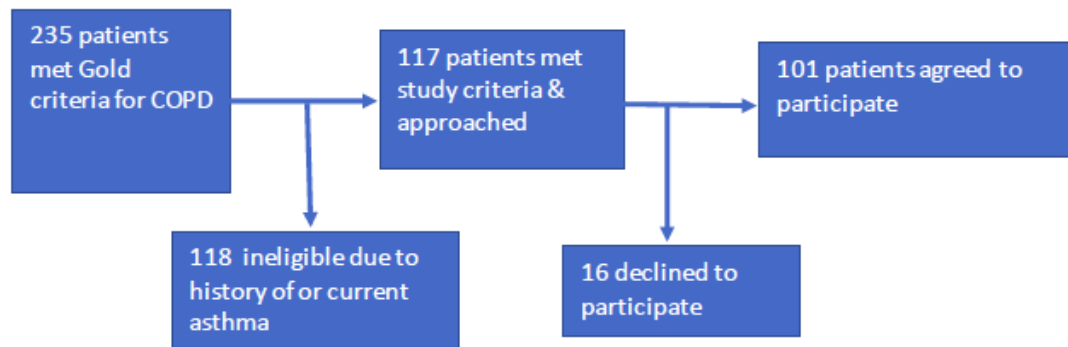 235 patients
met Gold
criteria for COPD
117 patients met
study criteria &
approached
101 patients agreed to
participate
118 ineligible due to
history of or current
asthma
16 declined to
participate